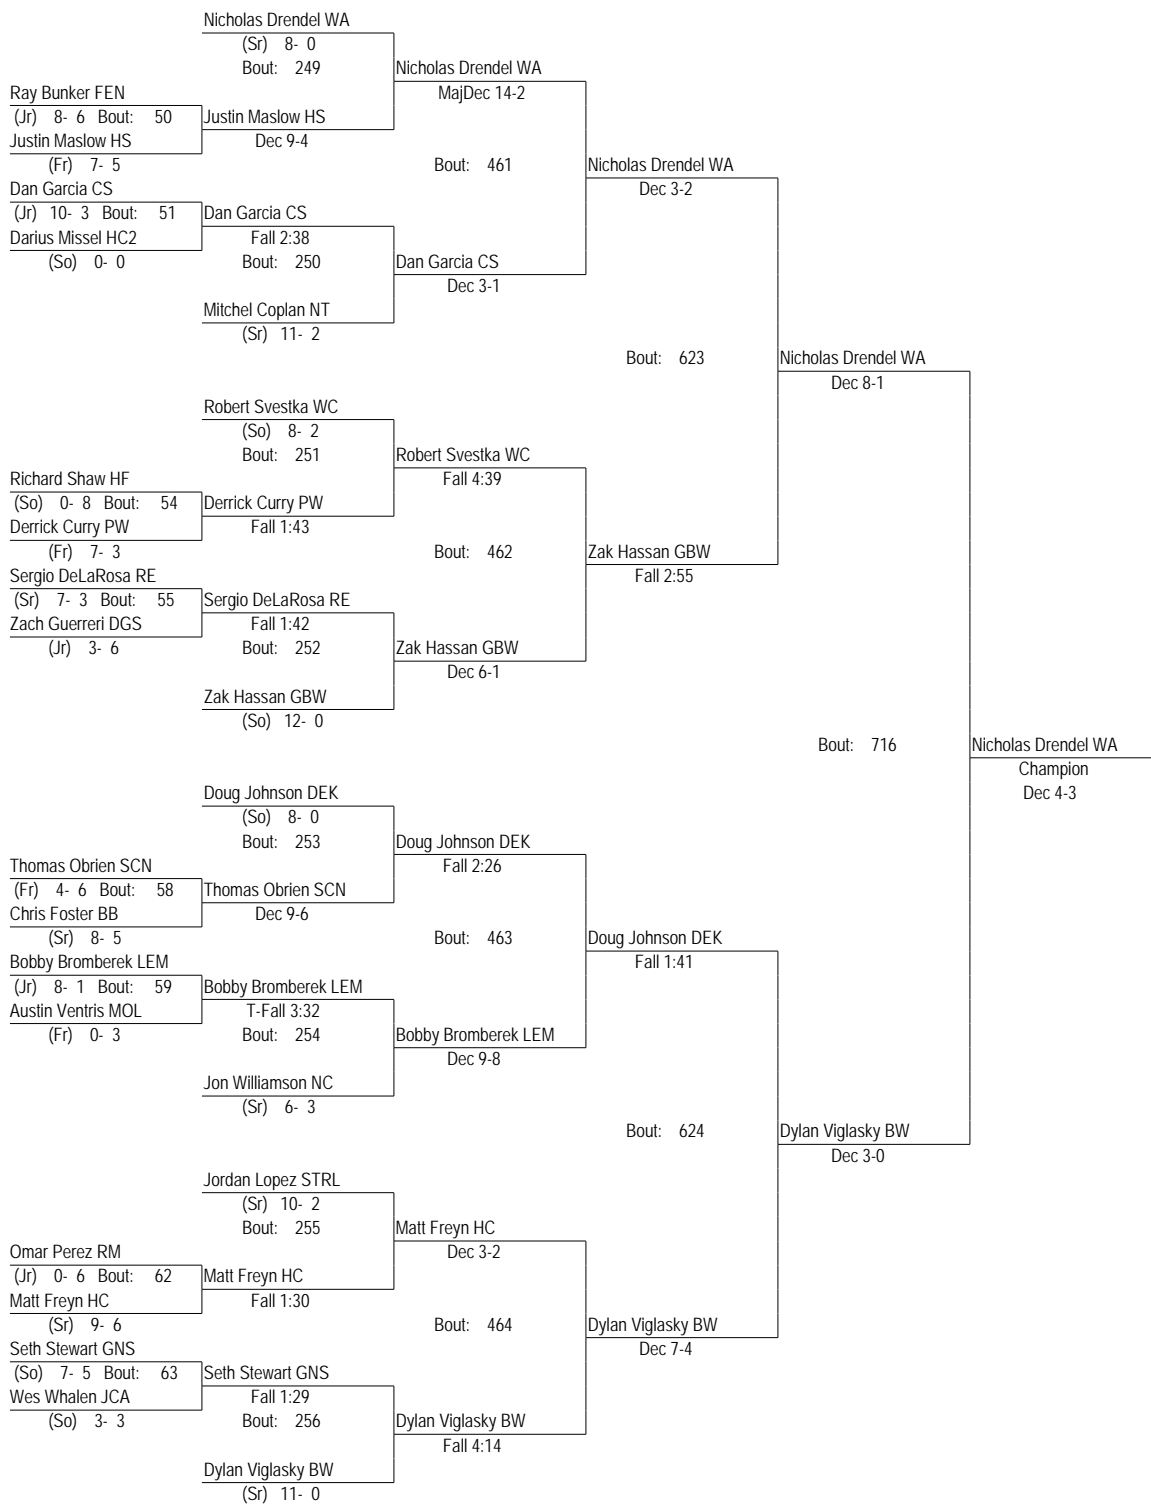 Nicholas Drendel WA
(Sr) 8- 0
Bout: 249 Nicholas Drendel WA
Ray Bunker FEN MajDec 14-2
(Jr) 8- 6 Bout: 50 Justin Maslow HS
Justin Maslow HS Dec 9-4
(Fr) 7- 5 Bout: 461 Nicholas Drendel WA
Dan Garcia CS Dec 3-2
(Jr) 10- 3 Bout: 51 Dan Garcia CS
Darius Missel HC2 Fall 2:38
(So) 0- 0 Bout: 250 Dan Garcia CS
Dec 3-1
Mitchel Coplan NT
(Sr) 11- 2
Bout: 623 Nicholas Drendel WA
Dec 8-1
Robert Svestka WC
(So) 8- 2
Bout: 251 Robert Svestka WC
Richard Shaw HF Fall 4:39
(So) 0- 8 Bout: 54 Derrick Curry PW
Derrick Curry PW Fall 1:43
(Fr) 7- 3 Bout: 462 Zak Hassan GBW
Sergio DeLaRosa RE Fall 2:55
(Sr) 7- 3 Bout: 55 Sergio DeLaRosa RE
Zach Guerreri DGS Fall 1:42
(Jr) 3- 6 Bout: 252 Zak Hassan GBW
Dec 6-1
Zak Hassan GBW
(So) 12- 0
Bout: 716 Nicholas Drendel WA
Champion
Doug Johnson DEK Dec 4-3
(So) 8- 0
Bout: 253 Doug Johnson DEK
Thomas Obrien SCN Fall 2:26
(Fr) 4- 6 Bout: 58 Thomas Obrien SCN
Chris Foster BB Dec 9-6
(Sr) 8- 5 Bout: 463 Doug Johnson DEK
Bobby Bromberek LEM Fall 1:41
(Jr) 8- 1 Bout: 59 Bobby Bromberek LEM
Austin Ventris MOL T-Fall 3:32
(Fr) 0- 3 Bout: 254 Bobby Bromberek LEM
Dec 9-8
Jon Williamson NC
(Sr) 6- 3
Bout: 624 Dylan Viglasky BW
Dec 3-0
Jordan Lopez STRL
(Sr) 10- 2
Bout: 255 Matt Freyn HC
Omar Perez RM Dec 3-2
(Jr) 0- 6 Bout: 62 Matt Freyn HC
Matt Freyn HC Fall 1:30
(Sr) 9- 6 Bout: 464 Dylan Viglasky BW
Seth Stewart GNS Dec 7-4
(So) 7- 5 Bout: 63 Seth Stewart GNS
Wes Whalen JCA Fall 1:29
(So) 3- 3 Bout: 256 Dylan Viglasky BW
Fall 4:14
Dylan Viglasky BW
(Sr) 11- 0